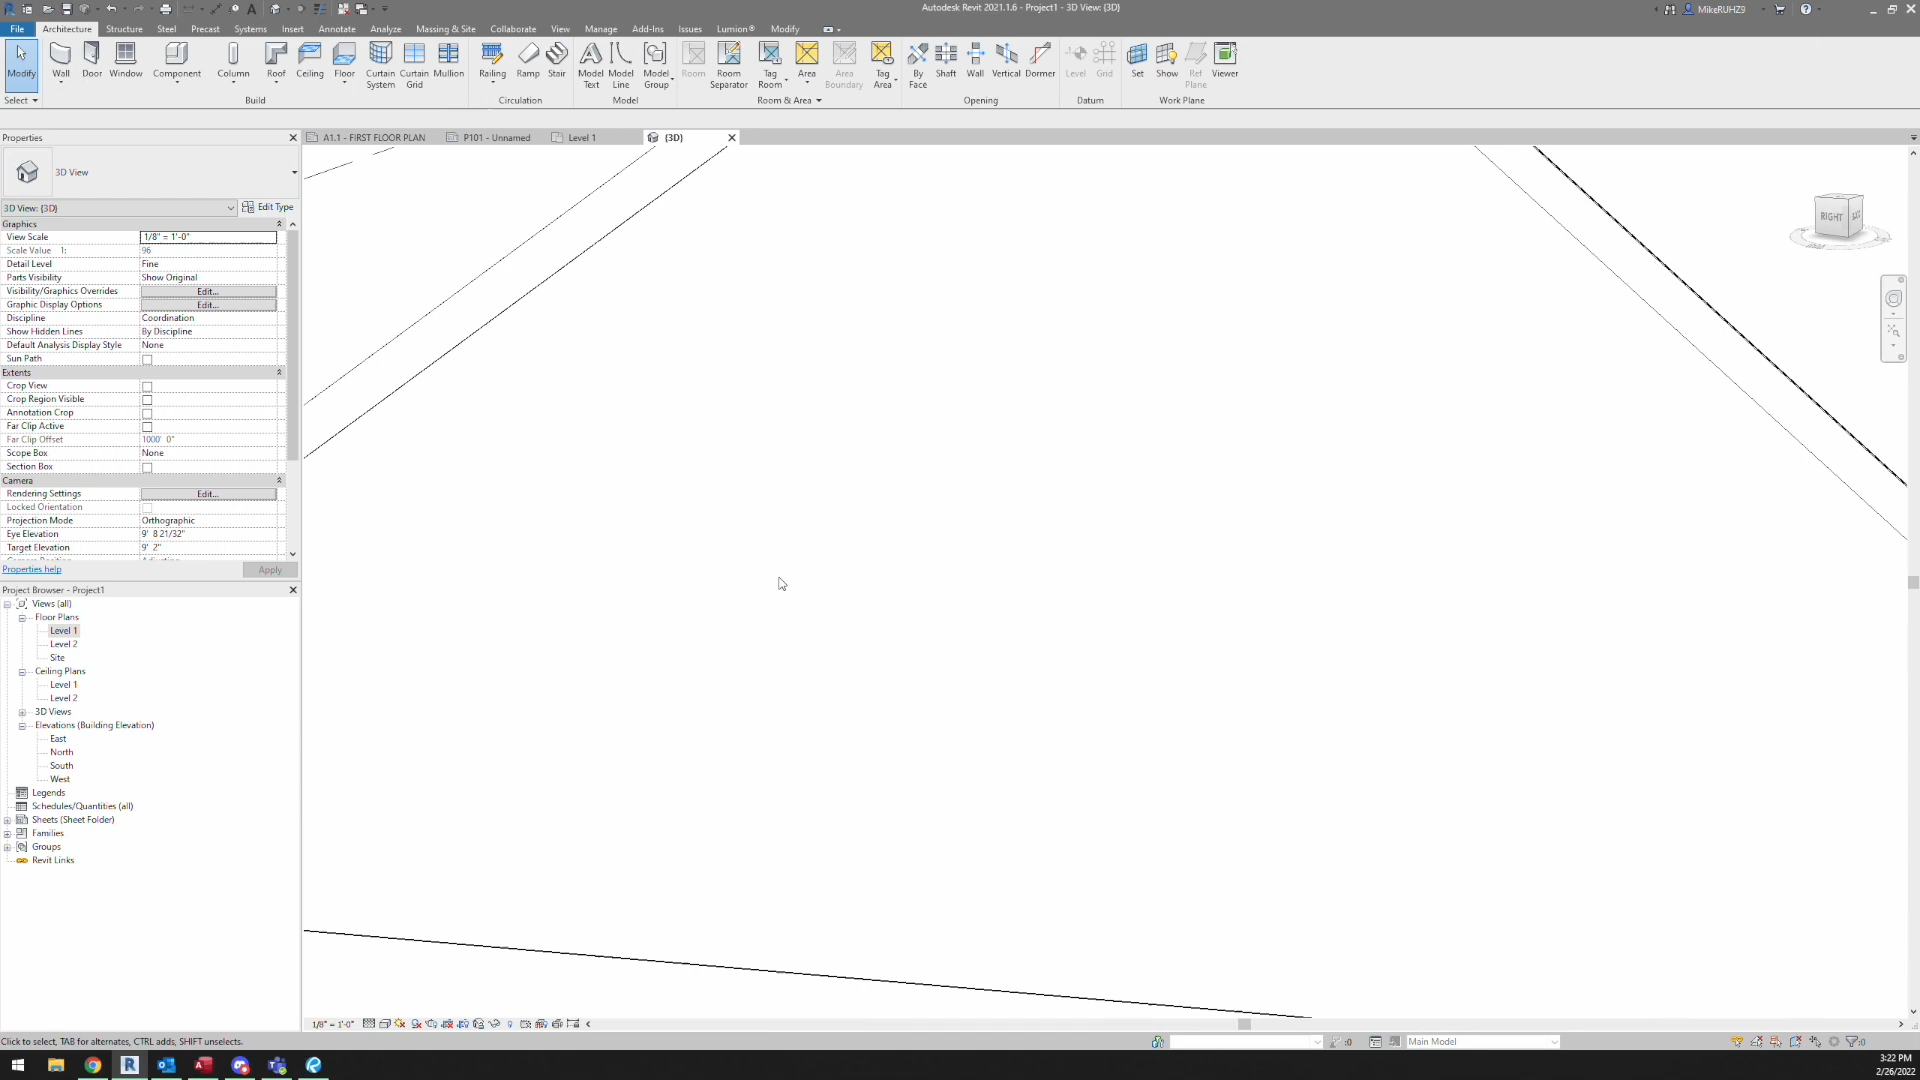 Autodesk Revit 2021.1.6 - Project1 - 3D View: {3D}
MikeRUHZ9
File
Architecture
Structure
Steel
Precast
Systems
Insert
Annotate
Analyze
Massing & Site
Collaborate
View
Manage
Add-Ins
Issues
Lumion®
Modify
Modify
Wall
Door
Window
Component
Column
Roof
Ceiling
Floor
Curtain System
Curtain Grid
Mullion
Railing
Ramp
Stair
Model Text
Model Line
Model Group
Room
Room Separator
Tag Room
Area
Area Boundary
Tag Area
By Face
Shaft
Wall
Vertical
Dormer
Level
Grid
Set
Show
Ref Plane
Viewer
Select
Build
Circulation
Model
Room & Area
Opening
Datum
Work Plane
Properties
A1.1 - FIRST FLOOR PLAN
P101 - Unnamed
Level 1
{3D}
3D View
3D View: {3D}
Edit Type
Graphics
View Scale 1/8" = 1'-0"
Scale Value 1: 96
Detail Level Fine
Parts Visibility Show Original
Visibility/Graphics Overrides Edit...
Graphic Display Options Edit...
Discipline Coordination
Show Hidden Lines By Discipline
Default Analysis Display Style None
Sun Path
Extents
Crop View
Crop Region Visible
Annotation Crop
Far Clip Active
Far Clip Offset 1000' 0"
Scope Box None
Section Box
Camera
Rendering Settings Edit...
Locked Orientation
Projection Mode Orthographic
Eye Elevation 9' 8 21/32"
Target Elevation 9' 2"
Properties help
Apply
RIGHT
Project Browser - Project1
Views (all)
Floor Plans
Level 1
Level 2
Site
Ceiling Plans
Level 1
Level 2
3D Views
Elevations (Building Elevation)
East
North
South
West
Legends
Schedules/Quantities (all)
Sheets (Sheet Folder)
Families
Groups
Revit Links
1/8" = 1'-0"
Click to select, TAB for alternates, CTRL adds, SHIFT unselects.
:0
Main Model
:0
3:22 PM
2/26/2022